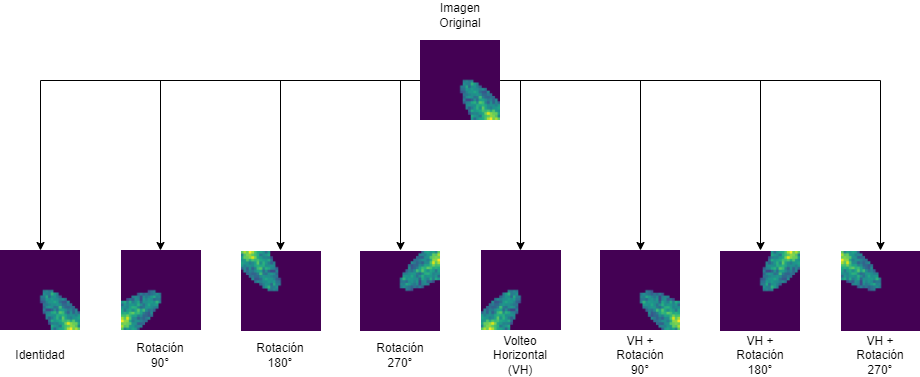 Imagen
Original
Identidad
Rotación
90°
Rotación
180°
Rotación
270°
Volteo
Horizontal
(VH)
VH +
Rotación
90°
VH +
Rotación
180°
VH +
Rotación
270°